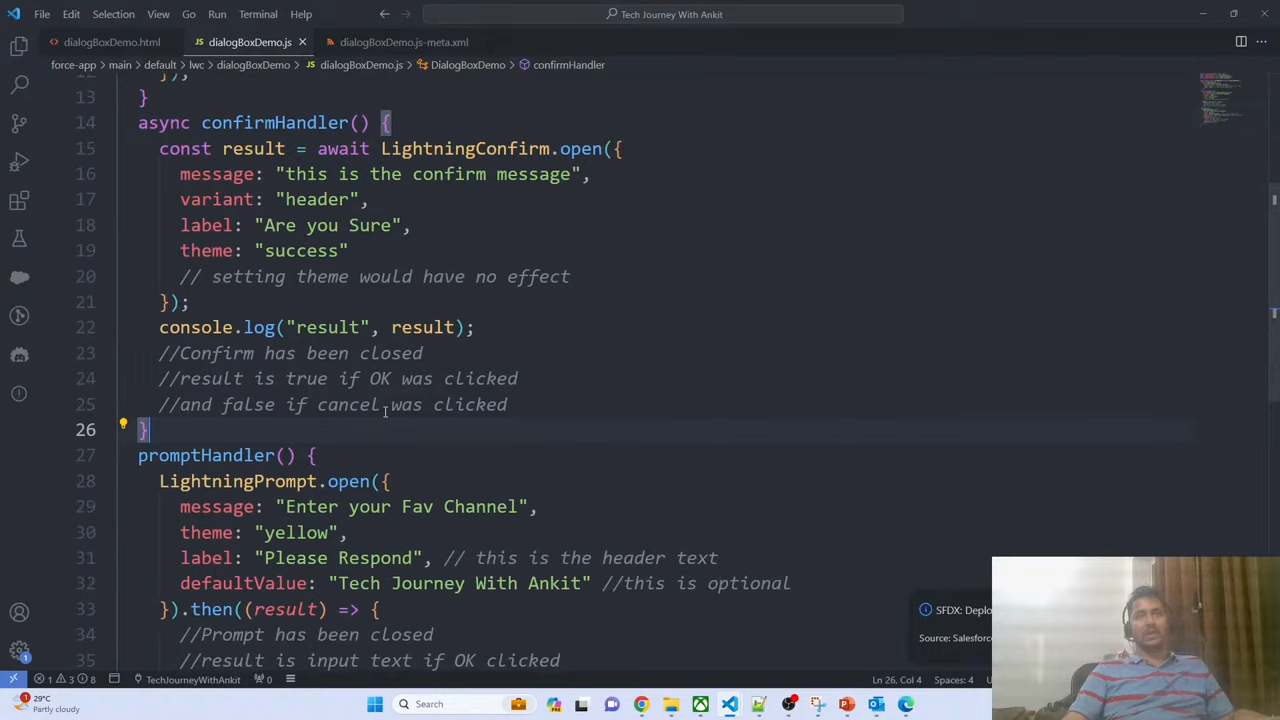 File Edit Selection View Go Run Terminal Help
Tech Journey With Ankit
dialogBoxDemo.html
JS dialogBoxDemo.js
dialogBoxDemo.js-meta.xml
force-app > main > default > lwc > dialogBoxDemo > JS dialogBoxDemo.js > DialogBoxDemo > confirmHandler
12 });
13 }
14 async confirmHandler() {
15 const result = await LightningConfirm.open({
16 message: "this is the confirm message",
17 variant: "header",
18 label: "Are you Sure",
19 theme: "success"
20 // setting theme would have no effect
21 });
22 console.log("result", result);
23 //Confirm has been closed
24 //result is true if OK was clicked
25 //and false if cancel was clicked
26 }
27 promptHandler() {
28 LightningPrompt.open({
29 message: "Enter your Fav Channel",
30 theme: "yellow",
31 label: "Please Respond", // this is the header text
32 defaultValue: "Tech Journey With Ankit" //this is optional
33 }).then((result) => {
34 //Prompt has been closed
35 //result is input text if OK clicked
SFDX: Deplo
Source: Salesforce
1 3 8 TechJourneyWithAnkit 0
Ln 26, Col 4 Spaces: 4
29°C
Partly cloudy
Search